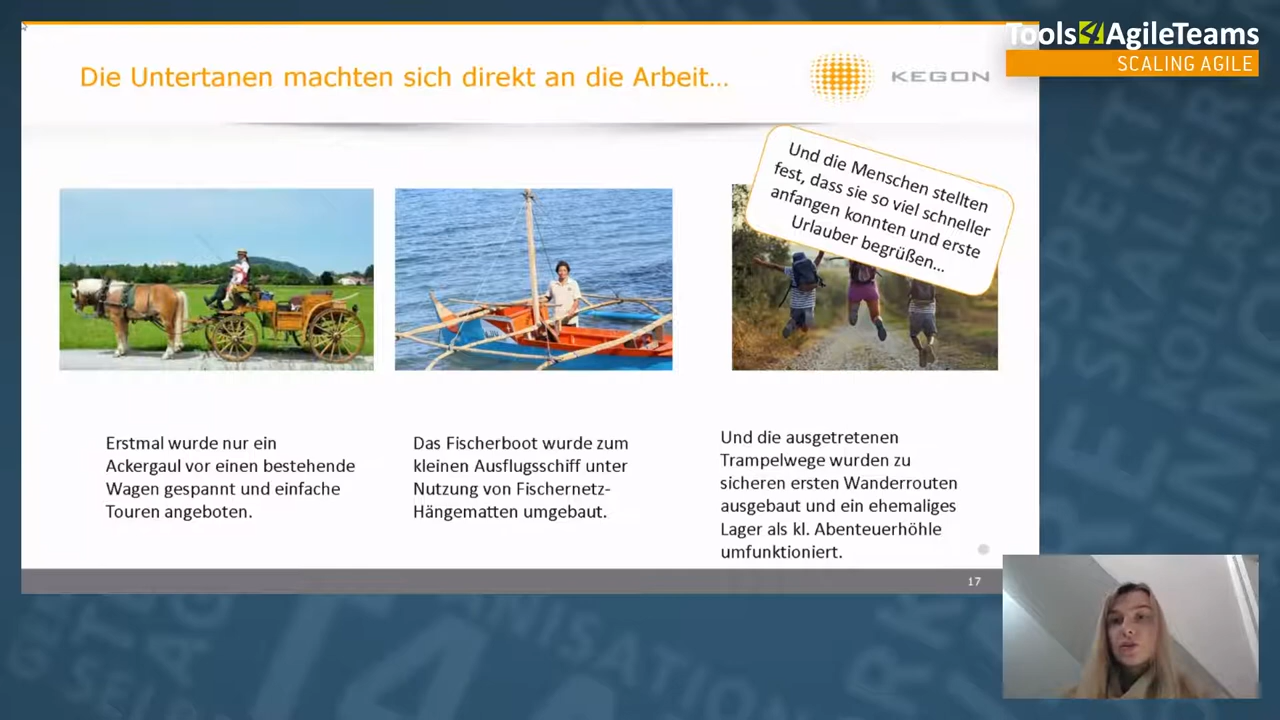 Tools4AgileTeams
SCALING AGILE
Die Untertanen machten sich direkt an die Arbeit...
KEGON
Und die Menschen stellten
fest, dass sie so viel schneller
anfangen konnten und erste
Urlauber begrüßen...
Erstmal wurde nur ein
Ackergaul vor einen bestehende
Wagen gespannt und einfache
Touren angeboten.
Das Fischerboot wurde zum
kleinen Ausflugsschiff unter
Nutzung von Fischernetz-
Hängematten umgebaut.
Und die ausgetretenen
Trampelwege wurden zu
sicheren ersten Wanderrouten
ausgebaut und ein ehemaliges
Lager als kl. Abenteuerhöhle
umfunktioniert.
17